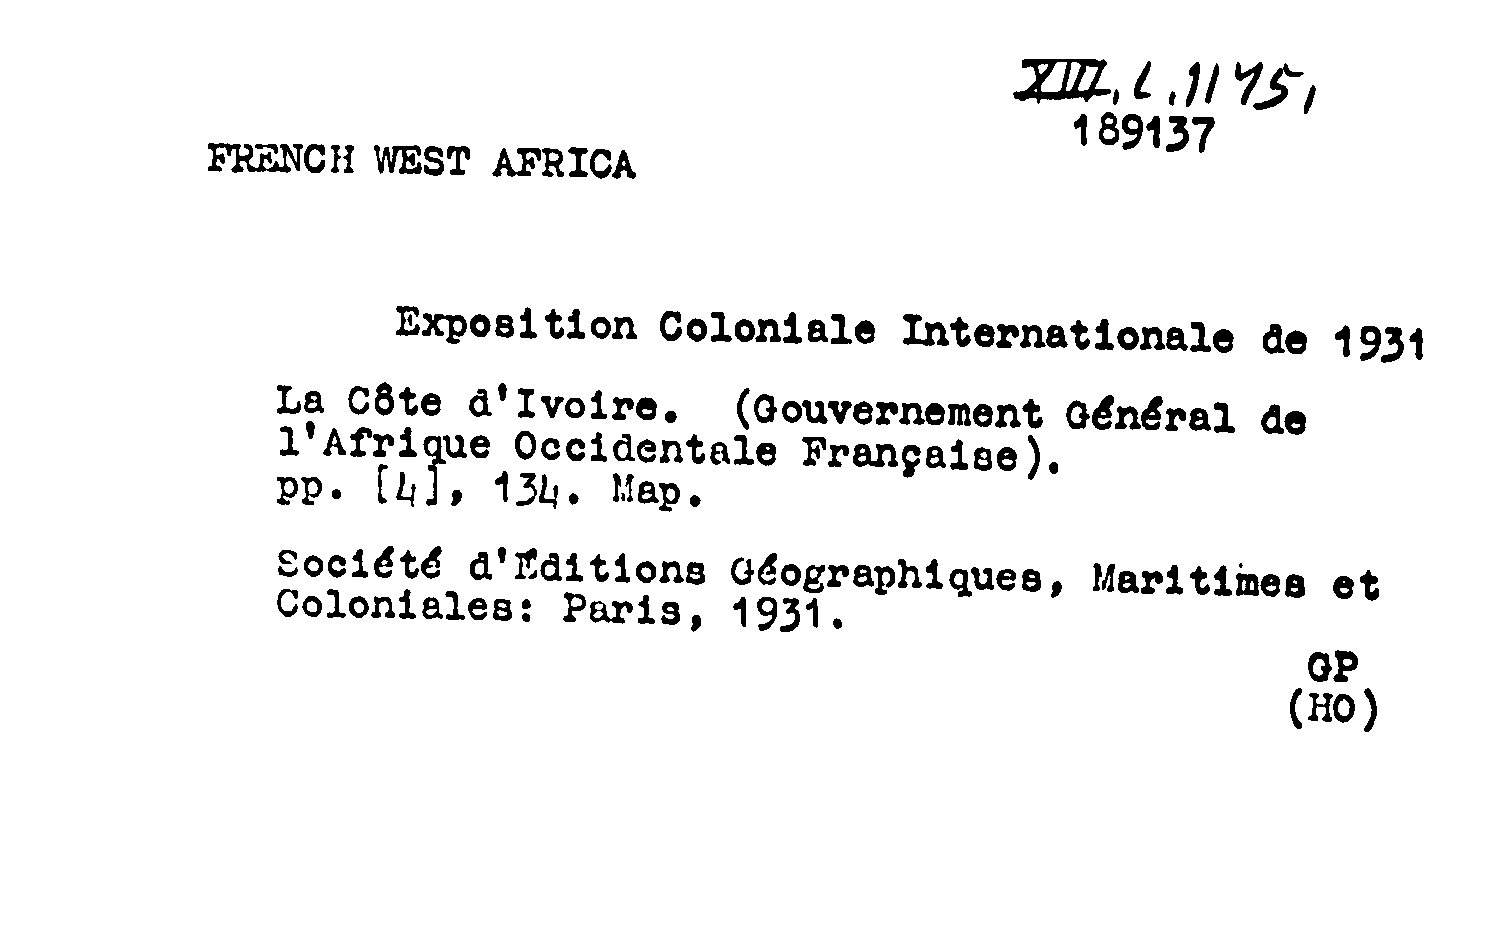 XIII. L. 1175,
189137
FRENCH WEST AFRICA
Exposition Coloniale Internationale de 1931
La Côte d'Ivoire. (Gouvernement Général de
l'Afrique Occidentale Française).
pp. [4], 134. Map.
Société d'Éditions Géographiques, Maritimes et
Coloniales: Paris, 1931.
GP
(HO)